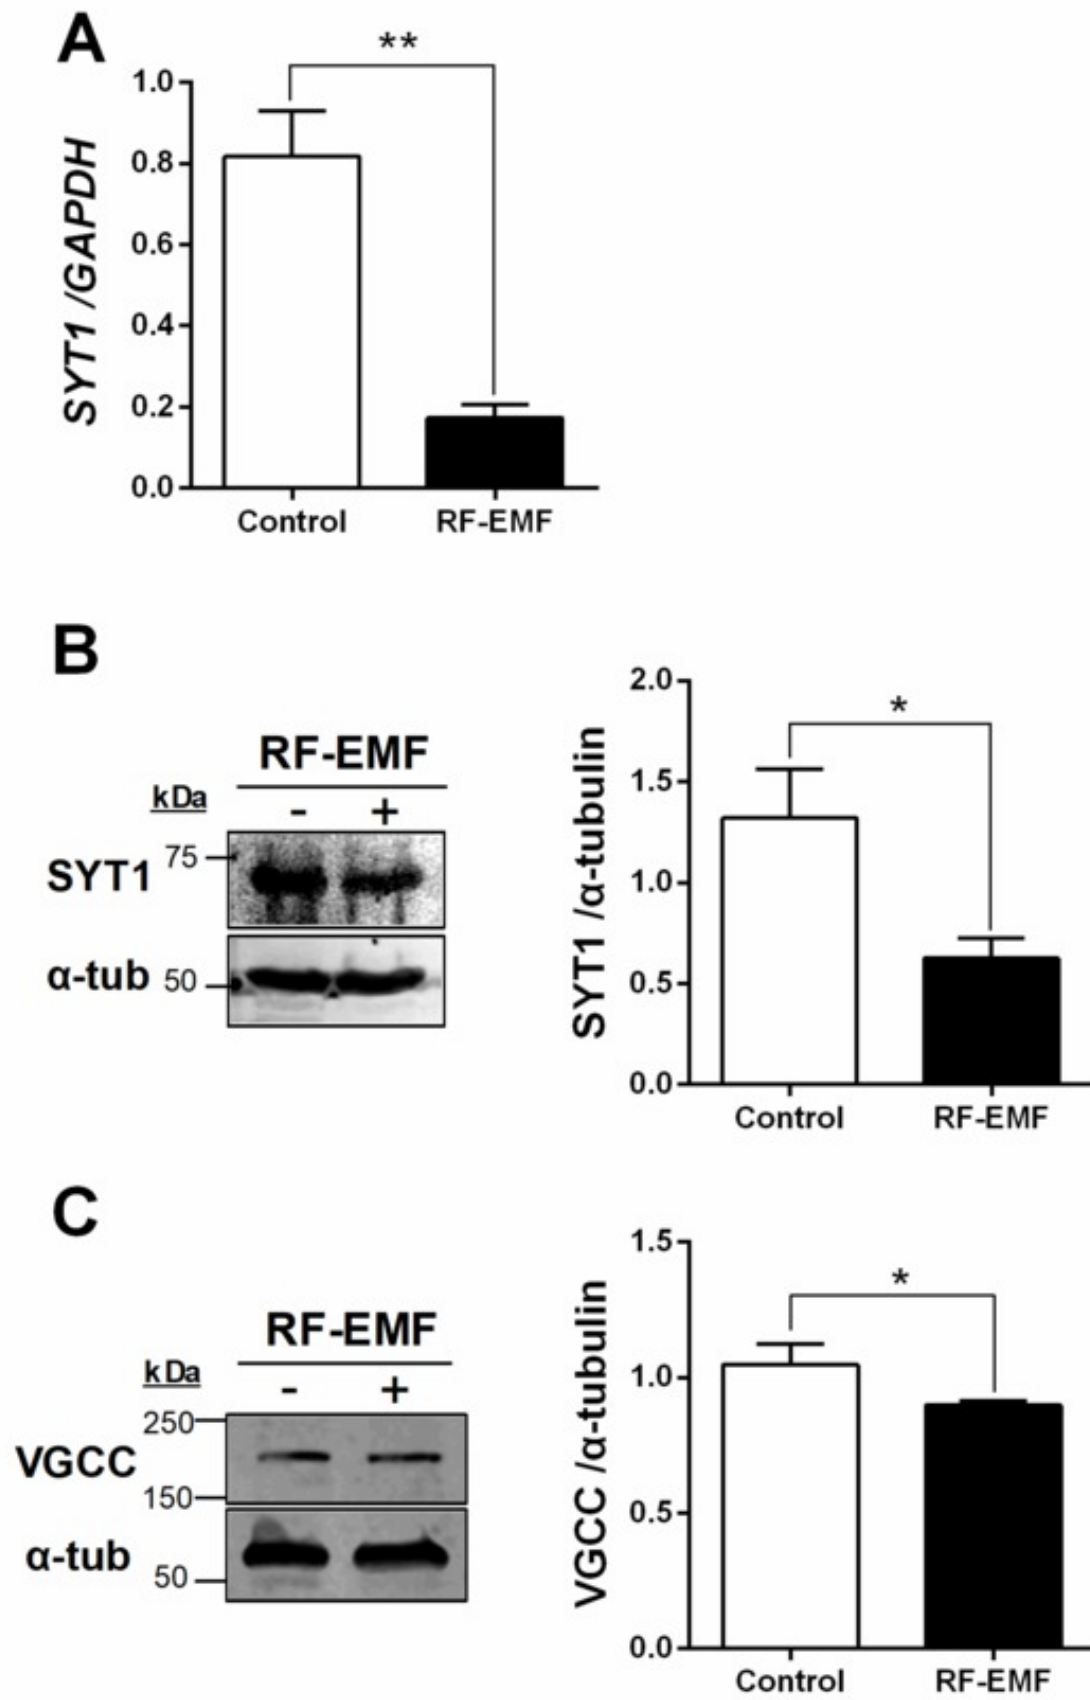 A
**
1.0
0.8
0.6
0.4
0.2
0.0
SYT1 /GAPDH
Control RF-EMF
B
RF-EMF
kDa - +
SYT1 75
α-tub 50
2.0
*
1.5
1.0
0.5
0.0
SYT1 /α-tubulin
Control RF-EMF
C
RF-EMF
kDa - +
250
VGCC
150
α-tub
50
1.5
*
1.0
0.5
0.0
VGCC /α-tubulin
Control RF-EMF